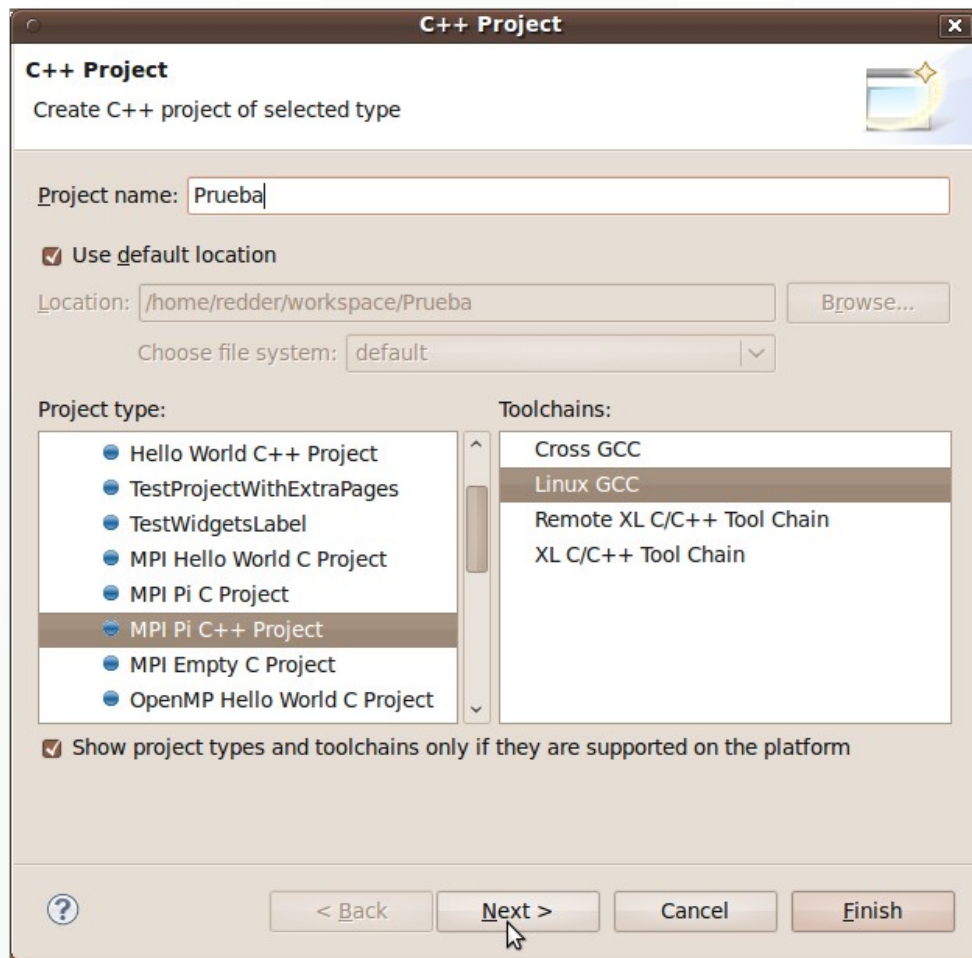 C++ Project
C++ Project
Create C++ project of selected type
Project name: Prueba
Use default location
Location: /home/redder/workspace/Prueba Browse...
Choose file system: default
Project type: Toolchains:
Hello World C++ Project
TestProjectWithExtraPages
TestWidgetsLabel
MPI Hello World C Project
MPI Pi C Project
MPI Pi C++ Project
MPI Empty C Project
OpenMP Hello World C Project
Cross GCC
Linux GCC
Remote XL C/C++ Tool Chain
XL C/C++ Tool Chain
Show project types and toolchains only if they are supported on the platform
? < Back Next > Cancel Finish